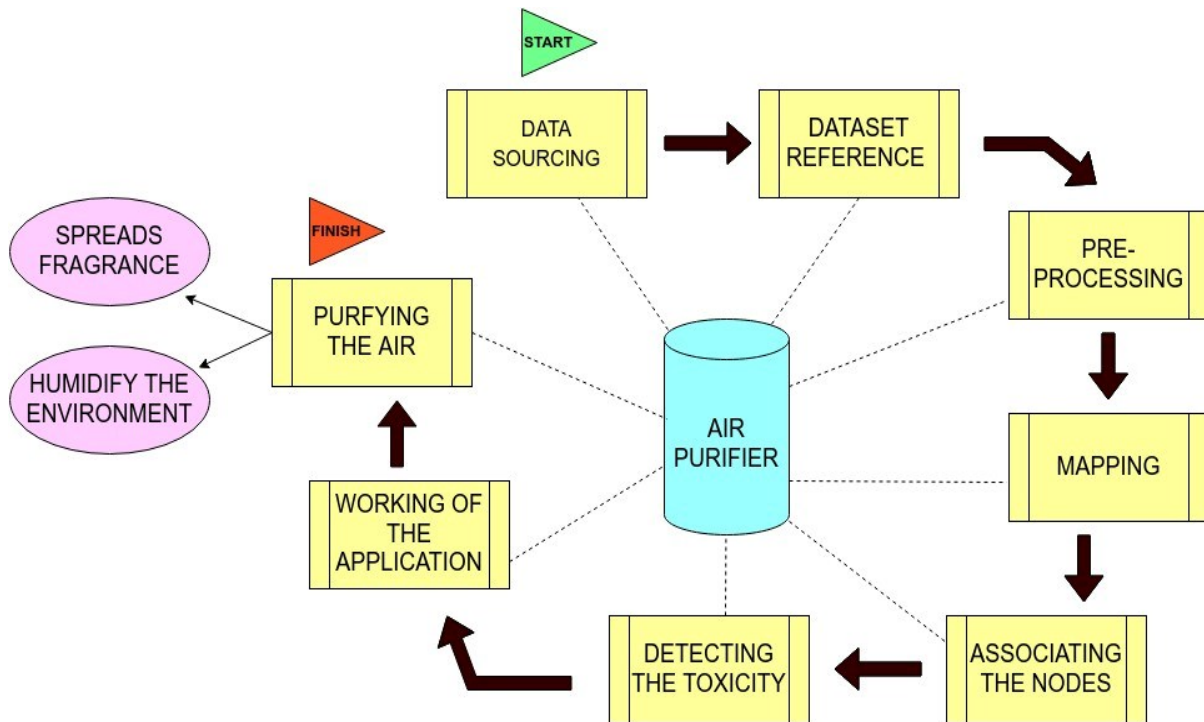 START
DATA
SOURCING
DATASET
REFERENCE
PRE-
PROCESSING
MAPPING
ASSOCIATING
THE NODES
DETECTING
THE TOXICITY
WORKING OF
THE
APPLICATION
FINISH
PURFYING
THE AIR
SPREADS
FRAGRANCE
HUMIDIFY THE
ENVIRONMENT
AIR
PURIFIER